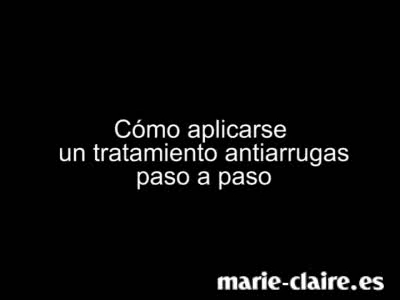 Cómo aplicarse
un tratamiento antiarrugas
paso a paso
marie-claire.es